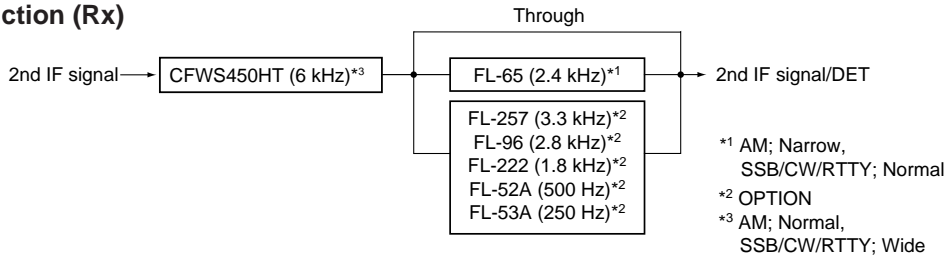 ction (Rx)
Through
2nd IF signal
CFWS450HT (6 kHz)*3
FL-65 (2.4 kHz)*1
2nd IF signal/DET
FL-257 (3.3 kHz)*2
FL-96 (2.8 kHz)*2
FL-222 (1.8 kHz)*2
FL-52A (500 Hz)*2
FL-53A (250 Hz)*2
*1 AM; Narrow,
SSB/CW/RTTY; Normal
*2 OPTION
*3 AM; Normal,
SSB/CW/RTTY; Wide